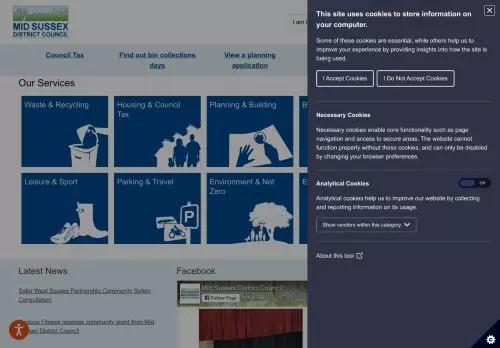 MID SUSSEX
DISTRICT COUNCIL
I am l
Council Tax
Find out bin collections
days
View a planning
application
Our Services
Waste & Recycling
Housing & Council
Tax
Planning & Building
B
Leisure & Sport
Parking & Travel
Environment & Net
Zero
E
Latest News
Safer West Sussex Partnership Community Safety
Consultation
prove Fitness receives community grant from Mid
ssex District Council
Facebook
Mid Sussex District Council
Follow Page
This site uses cookies to store information on
your computer.
Some of these cookies are essential, while others help us to
improve your experience by providing insights into how the site is
being used.
I Accept Cookies
I Do Not Accept Cookies
Necessary Cookies
Necessary cookies enable core functionality such as page
navigation and access to secure areas. The website cannot
function properly without these cookies, and can only be disabled
by changing your browser preferences.
Analytical Cookies
Off
Analytical cookies help us to improve our website by collecting
and reporting information on its usage.
Show vendors within this category
About this tool